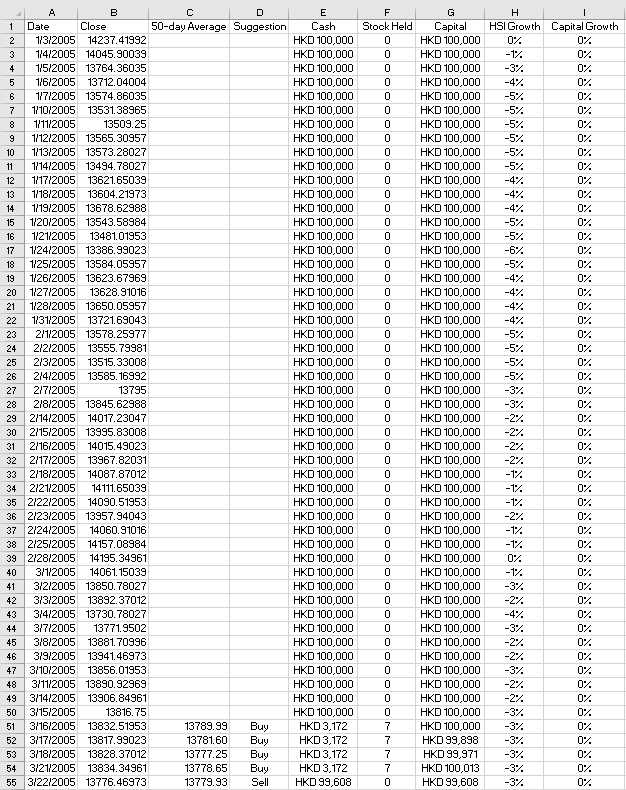 A B C D E F G H I
1 Date Close 50-day Average Suggestion Cash Stock Held Capital HSI Growth Capital Growth
2 1/3/2005 14237.41992 HKD 100,000 0 HKD 100,000 0% 0%
3 1/4/2005 14045.90039 HKD 100,000 0 HKD 100,000 -1% 0%
4 1/5/2005 13764.36035 HKD 100,000 0 HKD 100,000 -3% 0%
5 1/6/2005 13712.04004 HKD 100,000 0 HKD 100,000 -4% 0%
6 1/7/2005 13574.86035 HKD 100,000 0 HKD 100,000 -5% 0%
7 1/10/2005 13531.38965 HKD 100,000 0 HKD 100,000 -5% 0%
8 1/11/2005 13509.25 HKD 100,000 0 HKD 100,000 -5% 0%
9 1/12/2005 13565.30957 HKD 100,000 0 HKD 100,000 -5% 0%
10 1/13/2005 13573.28027 HKD 100,000 0 HKD 100,000 -5% 0%
11 1/14/2005 13494.78027 HKD 100,000 0 HKD 100,000 -5% 0%
12 1/17/2005 13621.65039 HKD 100,000 0 HKD 100,000 -4% 0%
13 1/18/2005 13604.21973 HKD 100,000 0 HKD 100,000 -4% 0%
14 1/19/2005 13678.62988 HKD 100,000 0 HKD 100,000 -4% 0%
15 1/20/2005 13543.58984 HKD 100,000 0 HKD 100,000 -5% 0%
16 1/21/2005 13481.01953 HKD 100,000 0 HKD 100,000 -5% 0%
17 1/24/2005 13386.99023 HKD 100,000 0 HKD 100,000 -6% 0%
18 1/25/2005 13584.05957 HKD 100,000 0 HKD 100,000 -5% 0%
19 1/26/2005 13623.67969 HKD 100,000 0 HKD 100,000 -4% 0%
20 1/27/2005 13628.91016 HKD 100,000 0 HKD 100,000 -4% 0%
21 1/28/2005 13650.05957 HKD 100,000 0 HKD 100,000 -4% 0%
22 1/31/2005 13721.69043 HKD 100,000 0 HKD 100,000 -4% 0%
23 2/1/2005 13578.25977 HKD 100,000 0 HKD 100,000 -5% 0%
24 2/2/2005 13555.79981 HKD 100,000 0 HKD 100,000 -5% 0%
25 2/3/2005 13515.33008 HKD 100,000 0 HKD 100,000 -5% 0%
26 2/4/2005 13585.16992 HKD 100,000 0 HKD 100,000 -5% 0%
27 2/7/2005 13795 HKD 100,000 0 HKD 100,000 -3% 0%
28 2/8/2005 13845.62988 HKD 100,000 0 HKD 100,000 -3% 0%
29 2/14/2005 14017.23047 HKD 100,000 0 HKD 100,000 -2% 0%
30 2/15/2005 13995.83008 HKD 100,000 0 HKD 100,000 -2% 0%
31 2/16/2005 14015.49023 HKD 100,000 0 HKD 100,000 -2% 0%
32 2/17/2005 13967.82031 HKD 100,000 0 HKD 100,000 -2% 0%
33 2/18/2005 14087.87012 HKD 100,000 0 HKD 100,000 -1% 0%
34 2/21/2005 14111.65039 HKD 100,000 0 HKD 100,000 -1% 0%
35 2/22/2005 14090.51953 HKD 100,000 0 HKD 100,000 -1% 0%
36 2/23/2005 13957.94043 HKD 100,000 0 HKD 100,000 -2% 0%
37 2/24/2005 14060.91016 HKD 100,000 0 HKD 100,000 -1% 0%
38 2/25/2005 14157.08984 HKD 100,000 0 HKD 100,000 -1% 0%
39 2/28/2005 14195.34961 HKD 100,000 0 HKD 100,000 0% 0%
40 3/1/2005 14061.15039 HKD 100,000 0 HKD 100,000 -1% 0%
41 3/2/2005 13850.78027 HKD 100,000 0 HKD 100,000 -3% 0%
42 3/3/2005 13892.37012 HKD 100,000 0 HKD 100,000 -2% 0%
43 3/4/2005 13730.78027 HKD 100,000 0 HKD 100,000 -4% 0%
44 3/7/2005 13771.9502 HKD 100,000 0 HKD 100,000 -3% 0%
45 3/8/2005 13881.70996 HKD 100,000 0 HKD 100,000 -2% 0%
46 3/9/2005 13941.46973 HKD 100,000 0 HKD 100,000 -2% 0%
47 3/10/2005 13856.01953 HKD 100,000 0 HKD 100,000 -3% 0%
48 3/11/2005 13890.92969 HKD 100,000 0 HKD 100,000 -2% 0%
49 3/14/2005 13906.84961 HKD 100,000 0 HKD 100,000 -2% 0%
50 3/15/2005 13816.75 HKD 100,000 0 HKD 100,000 -3% 0%
51 3/16/2005 13832.51953 13789.99 Buy HKD 3,172 7 HKD 100,000 -3% 0%
52 3/17/2005 13817.99023 13781.60 Buy HKD 3,172 7 HKD 99,898 -3% 0%
53 3/18/2005 13828.37012 13777.25 Buy HKD 3,172 7 HKD 99,971 -3% 0%
54 3/21/2005 13834.34961 13778.65 Buy HKD 3,172 7 HKD 100,013 -3% 0%
55 3/22/2005 13776.46973 13779.93 Sell HKD 99,608 0 HKD 99,608 -3% 0%